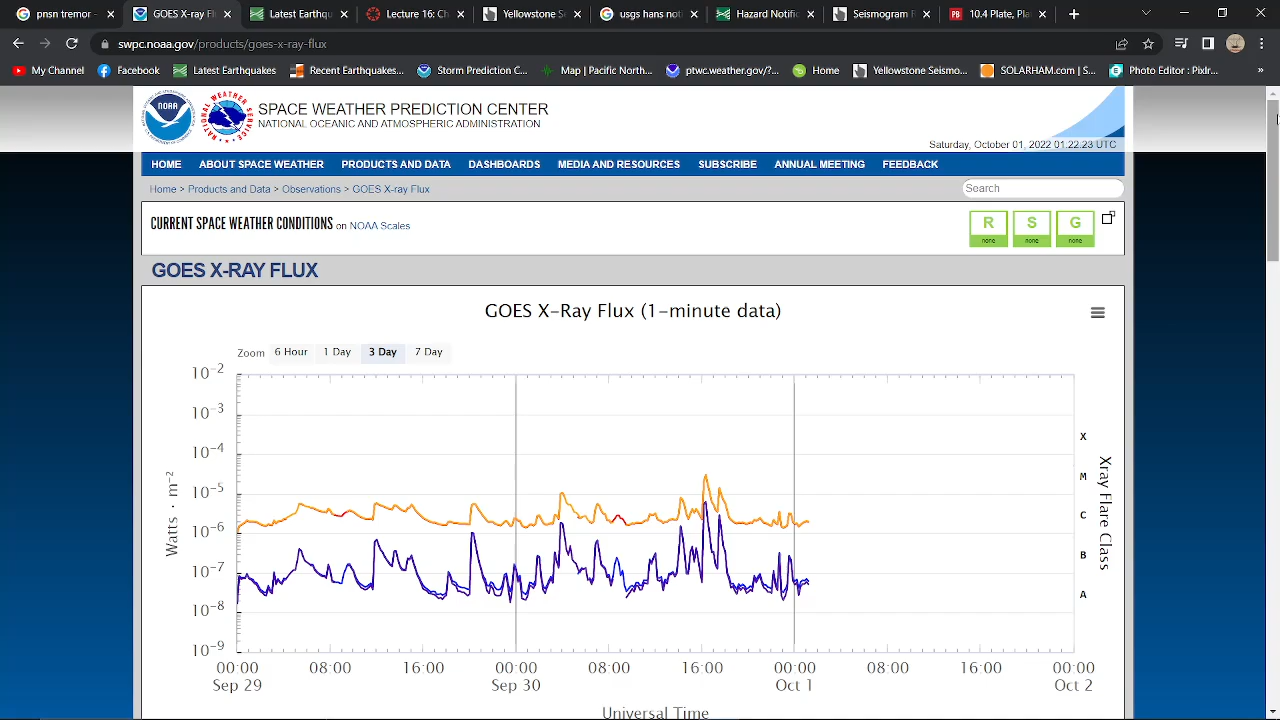 pnsn tremor
GOES X-ray Flu
Latest Earthqu
Lecture 16: Ch
Yellowstone Se
usgs hans not
Hazard Notific
Seismogram R
10.4 Plate, Pla
swpc.noaa.gov/products/goes-x-ray-flux
My Channel
Facebook
Latest Earthquakes
Recent Earthquake...
Storm Prediction C...
Map | Pacific North...
ptwc.weather.gov/?...
Home
Yellowstone Seismo...
SOLARHAM.com | S...
Photo Editor : Pixlr...
»
NOAA
SPACE WEATHER PREDICTION CENTER
NATIONAL OCEANIC AND ATMOSPHERIC ADMINISTRATION
Saturday, October 01, 2022 01:22:23 UTC
HOME ABOUT SPACE WEATHER PRODUCTS AND DATA DASHBOARDS MEDIA AND RESOURCES SUBSCRIBE ANNUAL MEETING FEEDBACK
Home > Products and Data > Observations > GOES X-ray Flux
Search
CURRENT SPACE WEATHER CONDITIONS on NOAA Scales
R S G
none none none
GOES X-RAY FLUX
GOES X-Ray Flux (1-minute data)
Zoom 6 Hour 1 Day 3 Day 7 Day
10⁻²
10⁻³
10⁻⁴
10⁻⁵
10⁻⁶
10⁻⁷
10⁻⁸
10⁻⁹
Watts · m⁻²
X
M
C
B
A
Xray Flare Class
00:00 08:00 16:00 00:00 08:00 16:00 00:00 08:00 16:00 00:00
Sep 29 Sep 30 Oct 1 Oct 2
Universal Time